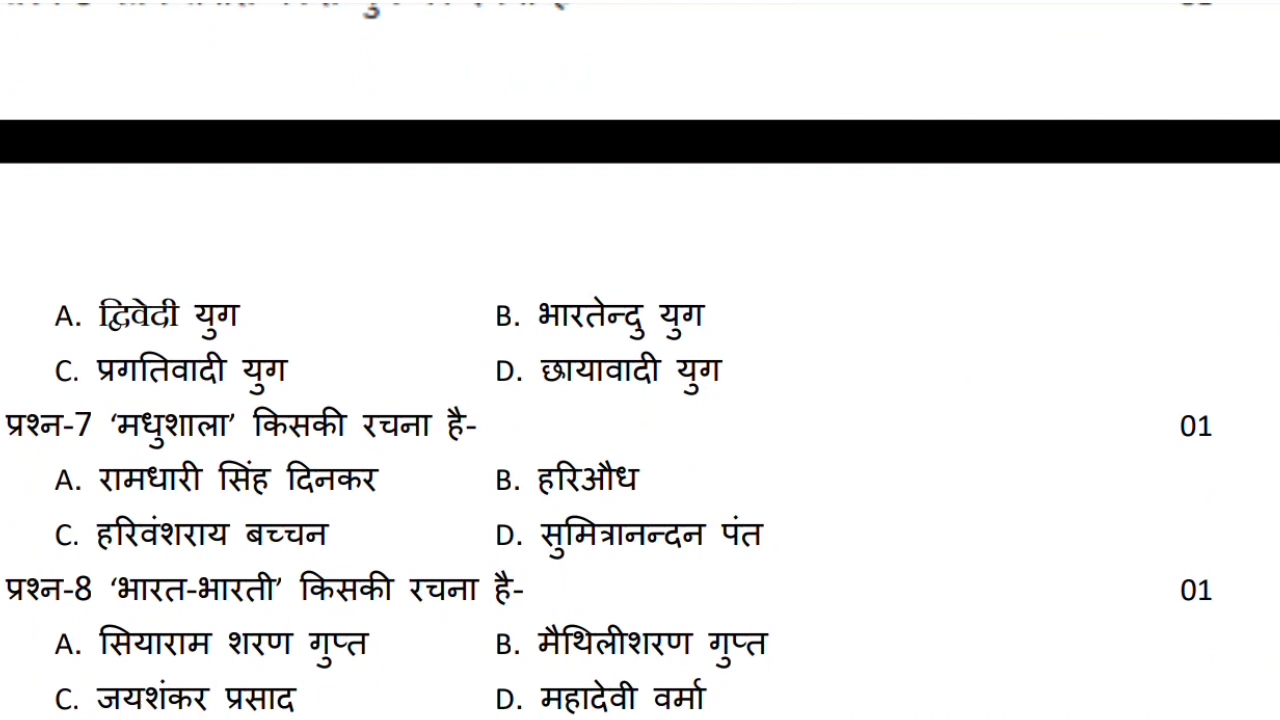 A. द्विवेदी युग B. भारतेन्दु युग
C. प्रगतिवादी युग D. छायावादी युग
प्रश्न-7 ‘मधुशाला’ किसकी रचना है- 01
A. रामधारी सिंह दिनकर B. हरिऔध
C. हरिवंशराय बच्चन D. सुमित्रानन्दन पंत
प्रश्न-8 ‘भारत-भारती’ किसकी रचना है- 01
A. सियाराम शरण गुप्त B. मैथिलीशरण गुप्त
C. जयशंकर प्रसाद D. महादेवी वर्मा